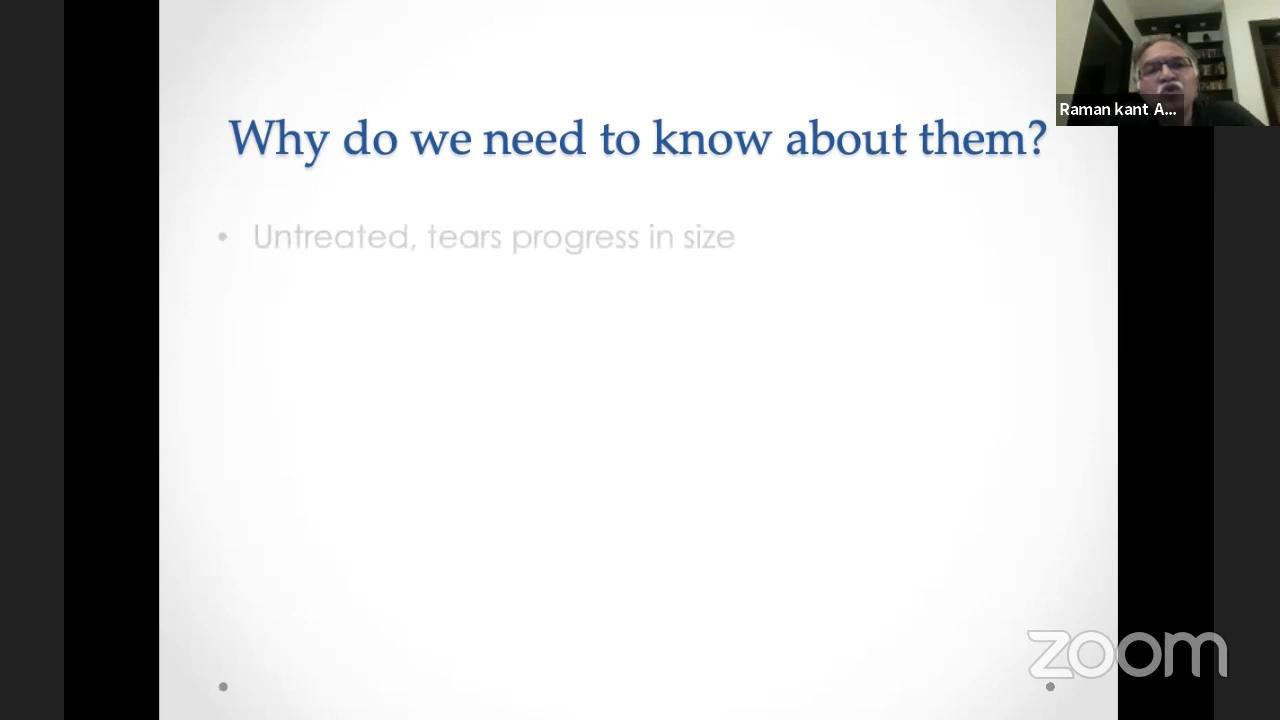 Why do we need to know about them?
• Untreated, tears progress in size
Raman kant A...
zoom